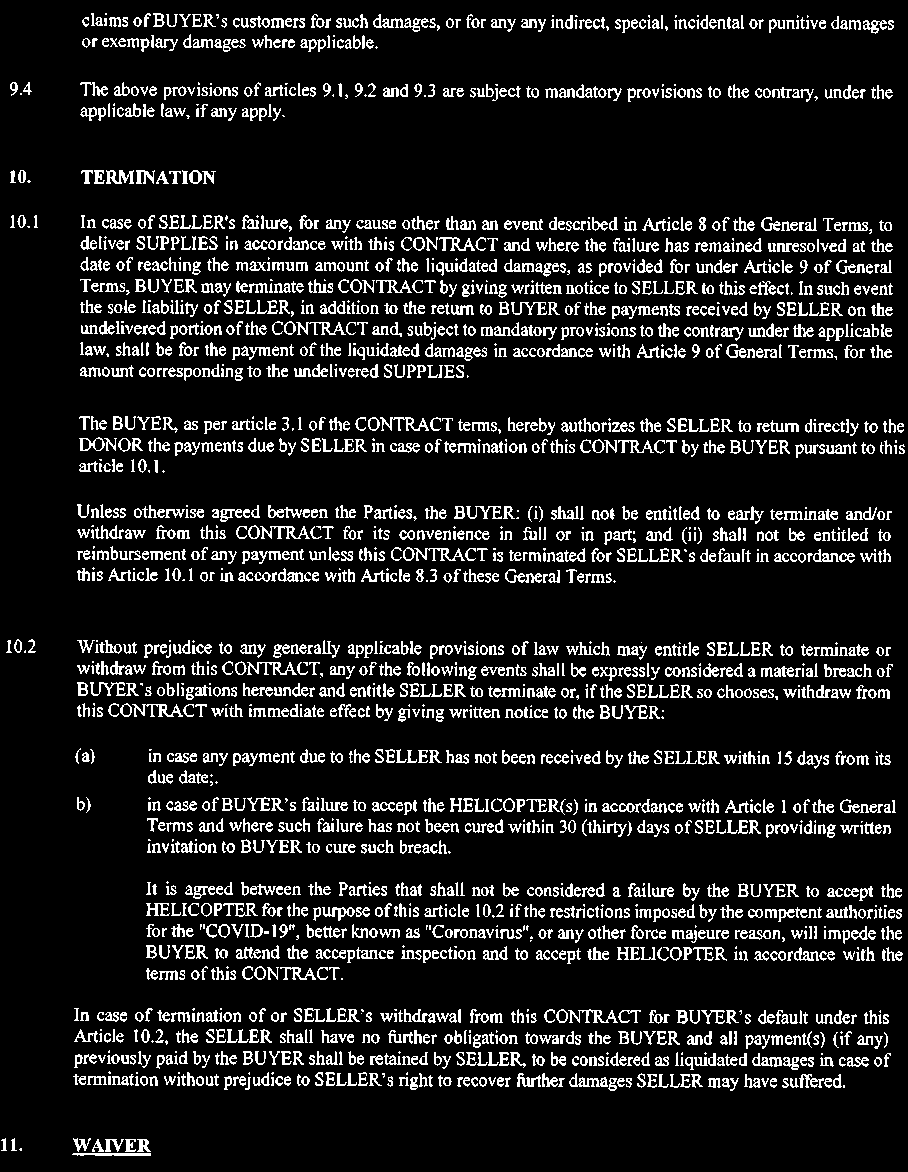 claims of BUYER's customers for such damages, or for any any indirect, special, incidental or punitive damages
or exemplary damages where applicable.
9.4 The above provisions of articles 9.1, 9.2 and 9.3 are subject to mandatory provisions to the contrary, under the
applicable law, if any apply.
10. TERMINATION
10.1 In case of SELLER's failure, for any cause other than an event described in Article 8 of the General Terms, to
deliver SUPPLIES in accordance with this CONTRACT and where the failure has remained unresolved at the
date of reaching the maximum amount of the liquidated damages, as provided for under Article 9 of General
Terms, BUYER may terminate this CONTRACT by giving written notice to SELLER to this effect. In such event
the sole liability of SELLER, in addition to the return to BUYER of the payments received by SELLER on the
undelivered portion of the CONTRACT and, subject to mandatory provisions to the contrary under the applicable
law, shall be for the payment of the liquidated damages in accordance with Article 9 of General Terms, for the
amount corresponding to the undelivered SUPPLIES.
The BUYER, as per article 3.1 of the CONTRACT terms, hereby authorizes the SELLER to return directly to the
DONOR the payments due by SELLER in case of termination of this CONTRACT by the BUYER pursuant to this
article 10.1.
Unless otherwise agreed between the Parties, the BUYER: (i) shall not be entitled to early terminate and/or
withdraw from this CONTRACT for its convenience in full or in part; and (ii) shall not be entitled to
reimbursement of any payment unless this CONTRACT is terminated for SELLER's default in accordance with
this Article 10.1 or in accordance with Article 8.3 of these General Terms.
10.2 Without prejudice to any generally applicable provisions of law which may entitle SELLER to terminate or
withdraw from this CONTRACT, any of the following events shall be expressly considered a material breach of
BUYER's obligations hereunder and entitle SELLER to terminate or, if the SELLER so chooses, withdraw from
this CONTRACT with immediate effect by giving written notice to the BUYER:
(a) in case any payment due to the SELLER has not been received by the SELLER within 15 days from its
due date;.
b) in case of BUYER's failure to accept the HELICOPTER(s) in accordance with Article 1 of the General
Terms and where such failure has not been cured within 30 (thirty) days of SELLER providing written
invitation to BUYER to cure such breach.
It is agreed between the Parties that shall not be considered a failure by the BUYER to accept the
HELICOPTER for the purpose of this article 10.2 if the restrictions imposed by the competent authorities
for the "COVID-19", better known as "Coronavirus", or any other force majeure reason, will impede the
BUYER to attend the acceptance inspection and to accept the HELICOPTER in accordance with the
terms of this CONTRACT.
In case of termination of or SELLER's withdrawal from this CONTRACT for BUYER's default under this
Article 10.2, the SELLER shall have no further obligation towards the BUYER and all payment(s) (if any)
previously paid by the BUYER shall be retained by SELLER, to be considered as liquidated damages in case of
termination without prejudice to SELLER's right to recover further damages SELLER may have suffered.
11. WAIVER